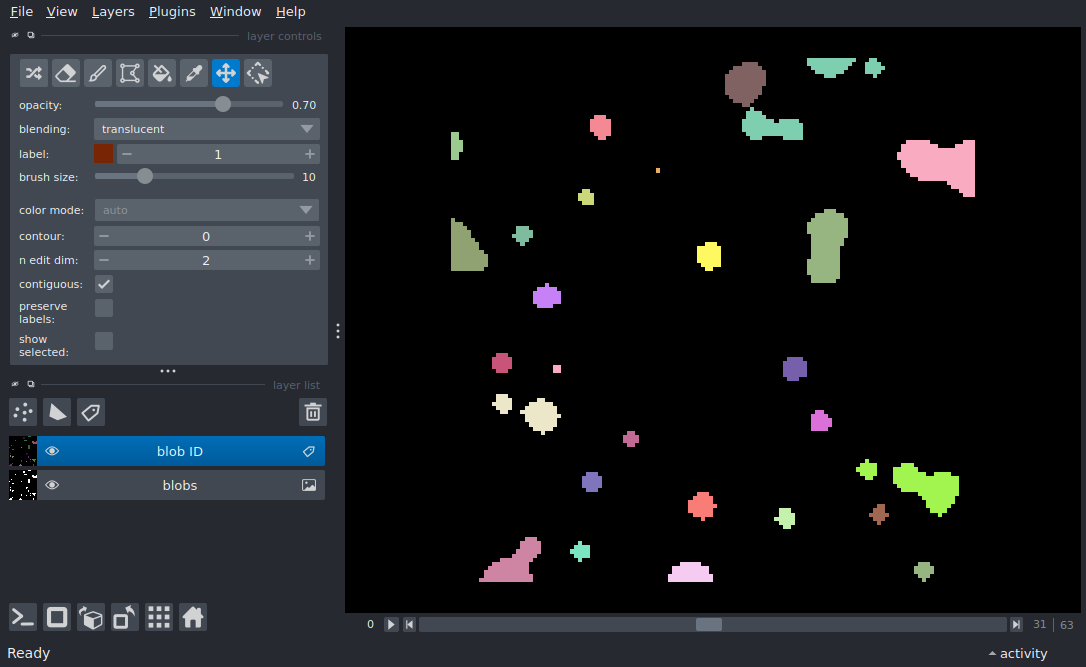 File View Layers Plugins Window Help
layer controls
opacity: 0.70
blending: translucent
label: 1
brush size: 10
color mode: auto
contour: 0
n edit dim: 2
contiguous:
preserve
labels:
show
selected:
layer list
blob ID
blobs
0 31 63
Ready activity